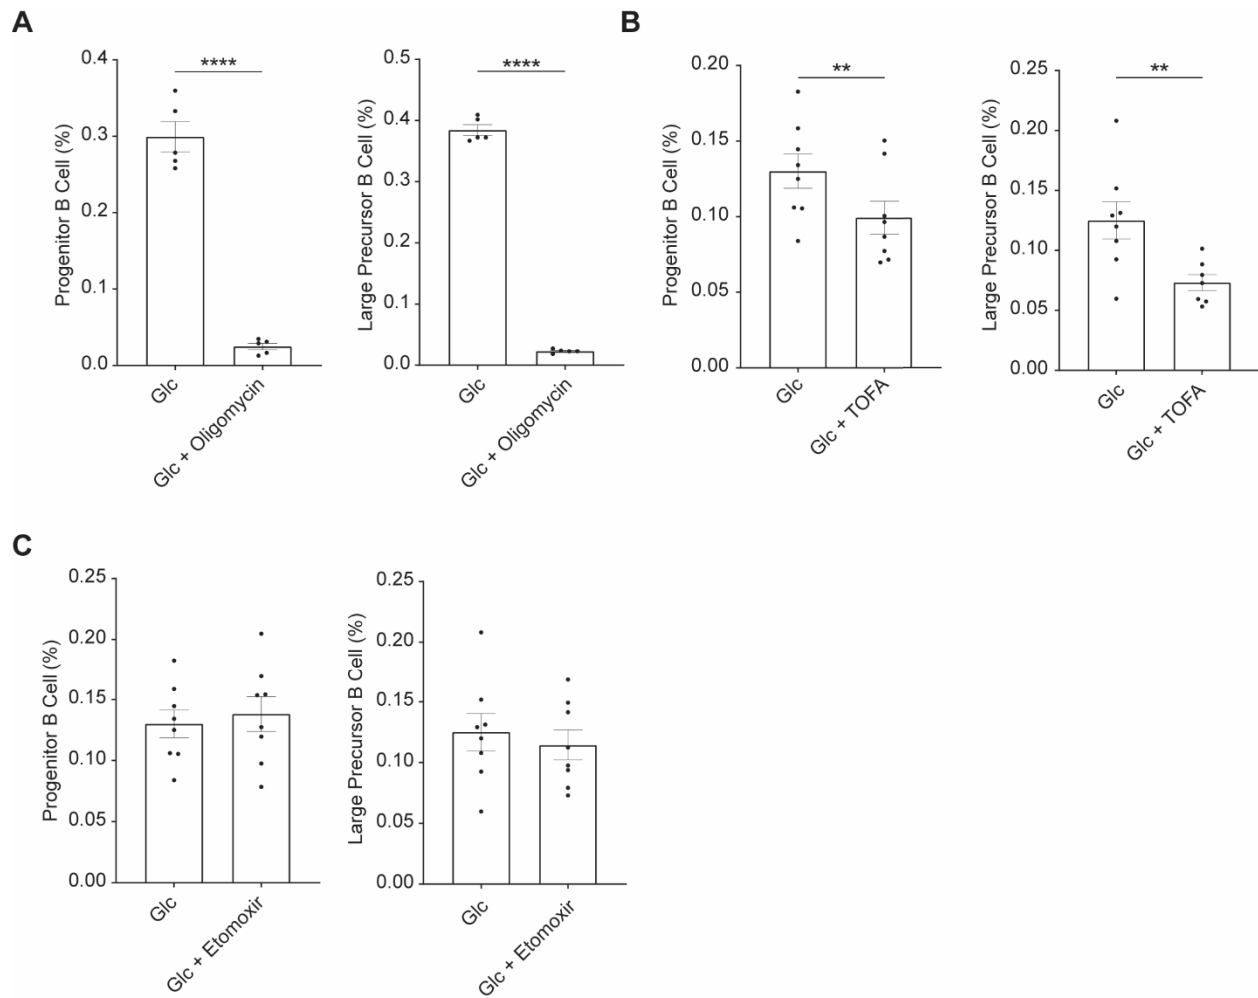 A
Progenitor B Cell (%)
0.4
0.3
0.2
0.1
0.0
****
Glc
Glc + Oligomycin
Large Precursor B Cell (%)
0.5
0.4
0.3
0.2
0.1
0.0
****
Glc
Glc + Oligomycin
B
Progenitor B Cell (%)
0.20
0.15
0.10
0.05
0.00
**
Glc
Glc + TOFA
Large Precursor B Cell (%)
0.25
0.20
0.15
0.10
0.05
0.00
**
Glc
Glc + TOFA
C
Progenitor B Cell (%)
0.25
0.20
0.15
0.10
0.05
0.00
Glc
Glc + Etomoxir
Large Precursor B Cell (%)
0.25
0.20
0.15
0.10
0.05
0.00
Glc
Glc + Etomoxir